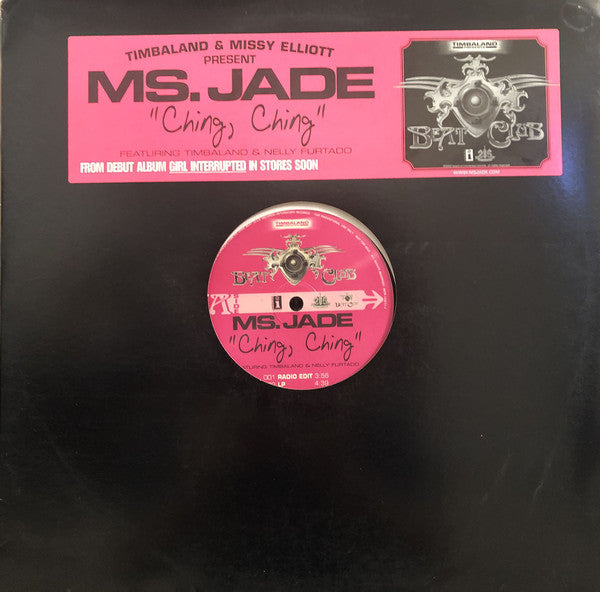 TIMBALAND & MISSY ELLIOTT
PRESENT
MS. JADE
"Ching, Ching"
FEATURING TIMBALAND & NELLY FURTADO
FROM DEBUT ALBUM GIRL INTERRUPTED IN STORES SOON
TIMBALAND
BEAT CLUB
WWW.MSJADE.COM
TIMBALAND
BEAT CLUB
MS. JADE
"Ching, Ching"
FEATURING TIMBALAND & NELLY FURTADO
001 RADIO EDIT 3:56
LP 4:39